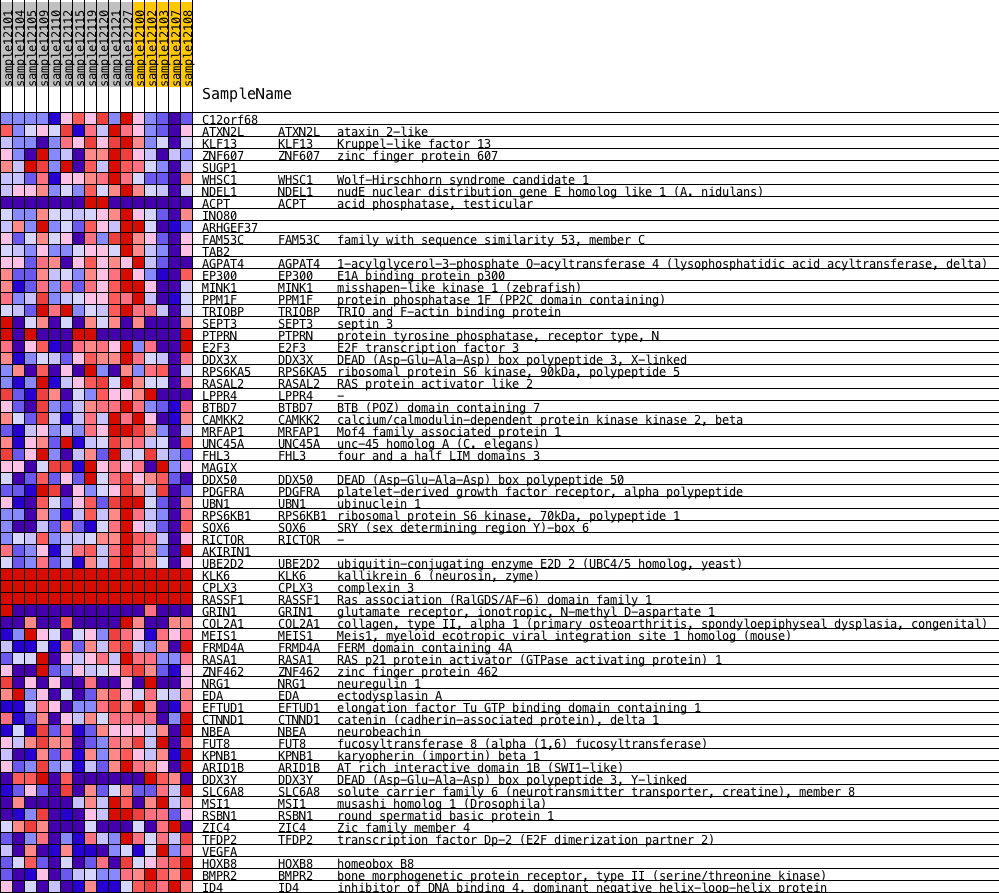 sample12101 sample12104 sample12105 sample12109 sample12110 sample12112 sample12115 sample12119 sample12120 sample12121 sample12127 sample12100 sample12102 sample12103 sample12107 sample12108
SampleName
C12orf68
ATXN2L ATXN2L ataxin 2-like
KLF13 KLF13 Kruppel-like factor 13
ZNF607 ZNF607 zinc finger protein 607
SUGP1
WHSC1 WHSC1 Wolf-Hirschhorn syndrome candidate 1
NDEL1 NDEL1 nudE nuclear distribution gene E homolog like 1 (A. nidulans)
ACPT ACPT acid phosphatase, testicular
INO80
ARHGEF37
FAM53C FAM53C family with sequence similarity 53, member C
TAB2
AGPAT4 AGPAT4 1-acylglycerol-3-phosphate O-acyltransferase 4 (lysophosphatidic acid acyltransferase, delta)
EP300 EP300 E1A binding protein p300
MINK1 MINK1 misshapen-like kinase 1 (zebrafish)
PPM1F PPM1F protein phosphatase 1F (PP2C domain containing)
TRIOBP TRIOBP TRIO and F-actin binding protein
SEPT3 SEPT3 septin 3
PTPRN PTPRN protein tyrosine phosphatase, receptor type, N
E2F3 E2F3 E2F transcription factor 3
DDX3X DDX3X DEAD (Asp-Glu-Ala-Asp) box polypeptide 3, X-linked
RPS6KA5 RPS6KA5 ribosomal protein S6 kinase, 90kDa, polypeptide 5
RASAL2 RASAL2 RAS protein activator like 2
LPPR4 LPPR4 -
BTBD7 BTBD7 BTB (POZ) domain containing 7
CAMKK2 CAMKK2 calcium/calmodulin-dependent protein kinase kinase 2, beta
MRFAP1 MRFAP1 Mof4 family associated protein 1
UNC45A UNC45A unc-45 homolog A (C. elegans)
FHL3 FHL3 four and a half LIM domains 3
MAGIX
DDX50 DDX50 DEAD (Asp-Glu-Ala-Asp) box polypeptide 50
PDGFRA PDGFRA platelet-derived growth factor receptor, alpha polypeptide
UBN1 UBN1 ubinuclein 1
RPS6KB1 RPS6KB1 ribosomal protein S6 kinase, 70kDa, polypeptide 1
SOX6 SOX6 SRY (sex determining region Y)-box 6
RICTOR RICTOR -
AKIRIN1
UBE2D2 UBE2D2 ubiquitin-conjugating enzyme E2D 2 (UBC4/5 homolog, yeast)
KLK6 KLK6 kallikrein 6 (neurosin, zyme)
CPLX3 CPLX3 complexin 3
RASSF1 RASSF1 Ras association (RalGDS/AF-6) domain family 1
GRIN1 GRIN1 glutamate receptor, ionotropic, N-methyl D-aspartate 1
COL2A1 COL2A1 collagen, type II, alpha 1 (primary osteoarthritis, spondyloepiphyseal dysplasia, congenital)
MEIS1 MEIS1 Meis1, myeloid ecotropic viral integration site 1 homolog (mouse)
FRMD4A FRMD4A FERM domain containing 4A
RASA1 RASA1 RAS p21 protein activator (GTPase activating protein) 1
ZNF462 ZNF462 zinc finger protein 462
NRG1 NRG1 neuregulin 1
EDA EDA ectodysplasin A
EFTUD1 EFTUD1 elongation factor Tu GTP binding domain containing 1
CTNND1 CTNND1 catenin (cadherin-associated protein), delta 1
NBEA NBEA neurobeachin
FUT8 FUT8 fucosyltransferase 8 (alpha (1,6) fucosyltransferase)
KPNB1 KPNB1 karyopherin (importin) beta 1
ARID1B ARID1B AT rich interactive domain 1B (SWI1-like)
DDX3Y DDX3Y DEAD (Asp-Glu-Ala-Asp) box polypeptide 3, Y-linked
SLC6A8 SLC6A8 solute carrier family 6 (neurotransmitter transporter, creatine), member 8
MSI1 MSI1 musashi homolog 1 (Drosophila)
RSBN1 RSBN1 round spermatid basic protein 1
ZIC4 ZIC4 Zic family member 4
TFDP2 TFDP2 transcription factor Dp-2 (E2F dimerization partner 2)
VEGFA
HOXB8 HOXB8 homeobox B8
BMPR2 BMPR2 bone morphogenetic protein receptor, type II (serine/threonine kinase)
ID4 ID4 inhibitor of DNA binding 4, dominant negative helix-loop-helix protein